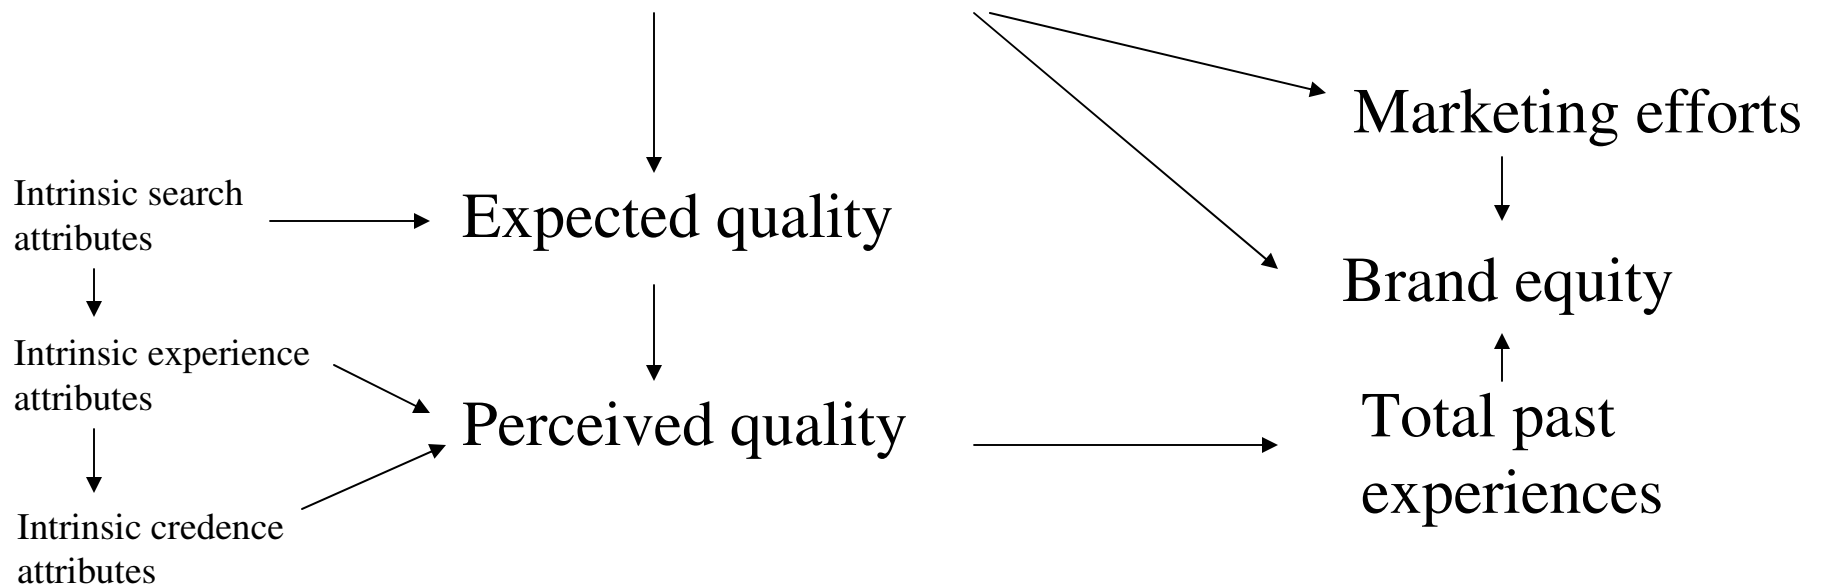 Marketing efforts
Intrinsic search
attributes
Expected quality
Brand equity
Intrinsic experience
attributes
Perceived quality
Total past
experiences
Intrinsic credence
attributes